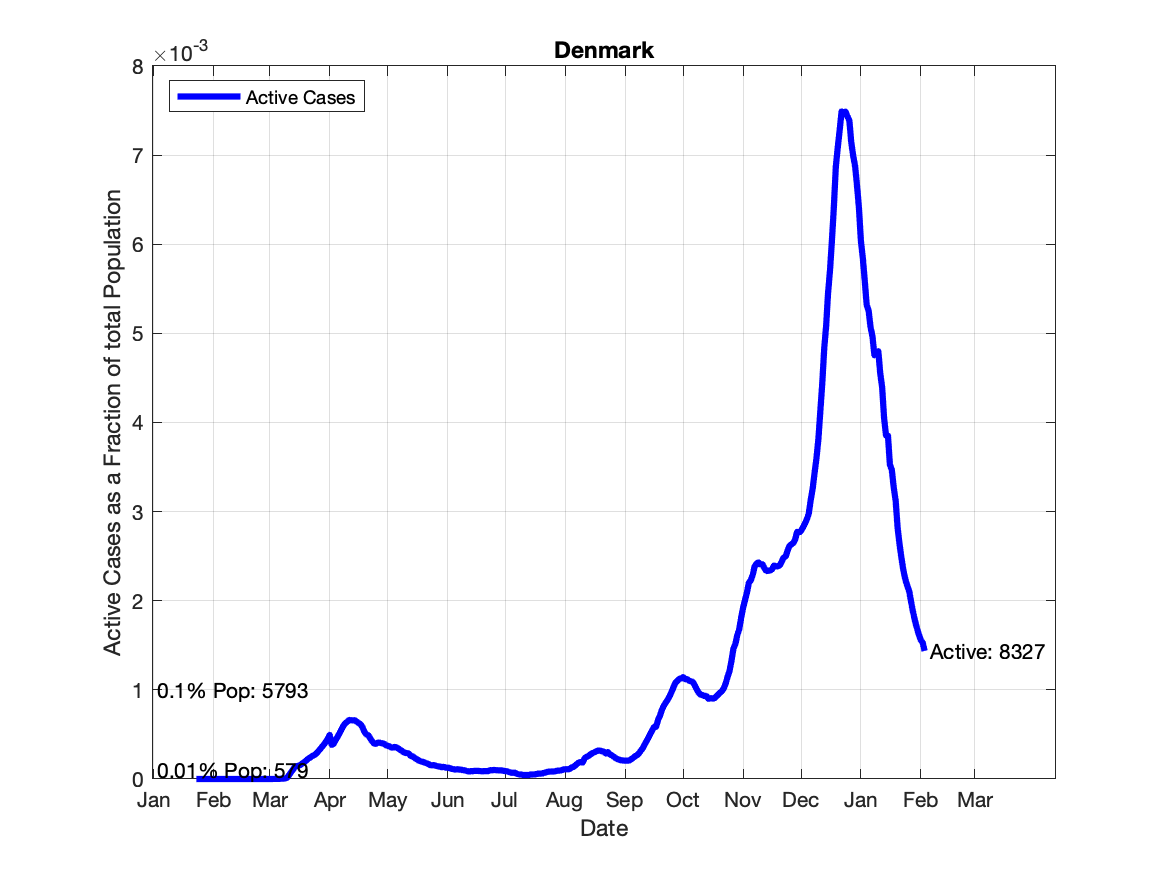 Denmark
×10-3
Active Cases
8
7
6
5
4
3
2
1
0
Active Cases as a Fraction of total Population
0.1% Pop: 5793
0.01% Pop: 579
Active: 8327
Jan Feb Mar Apr May Jun Jul Aug Sep Oct Nov Dec Jan Feb Mar
Date